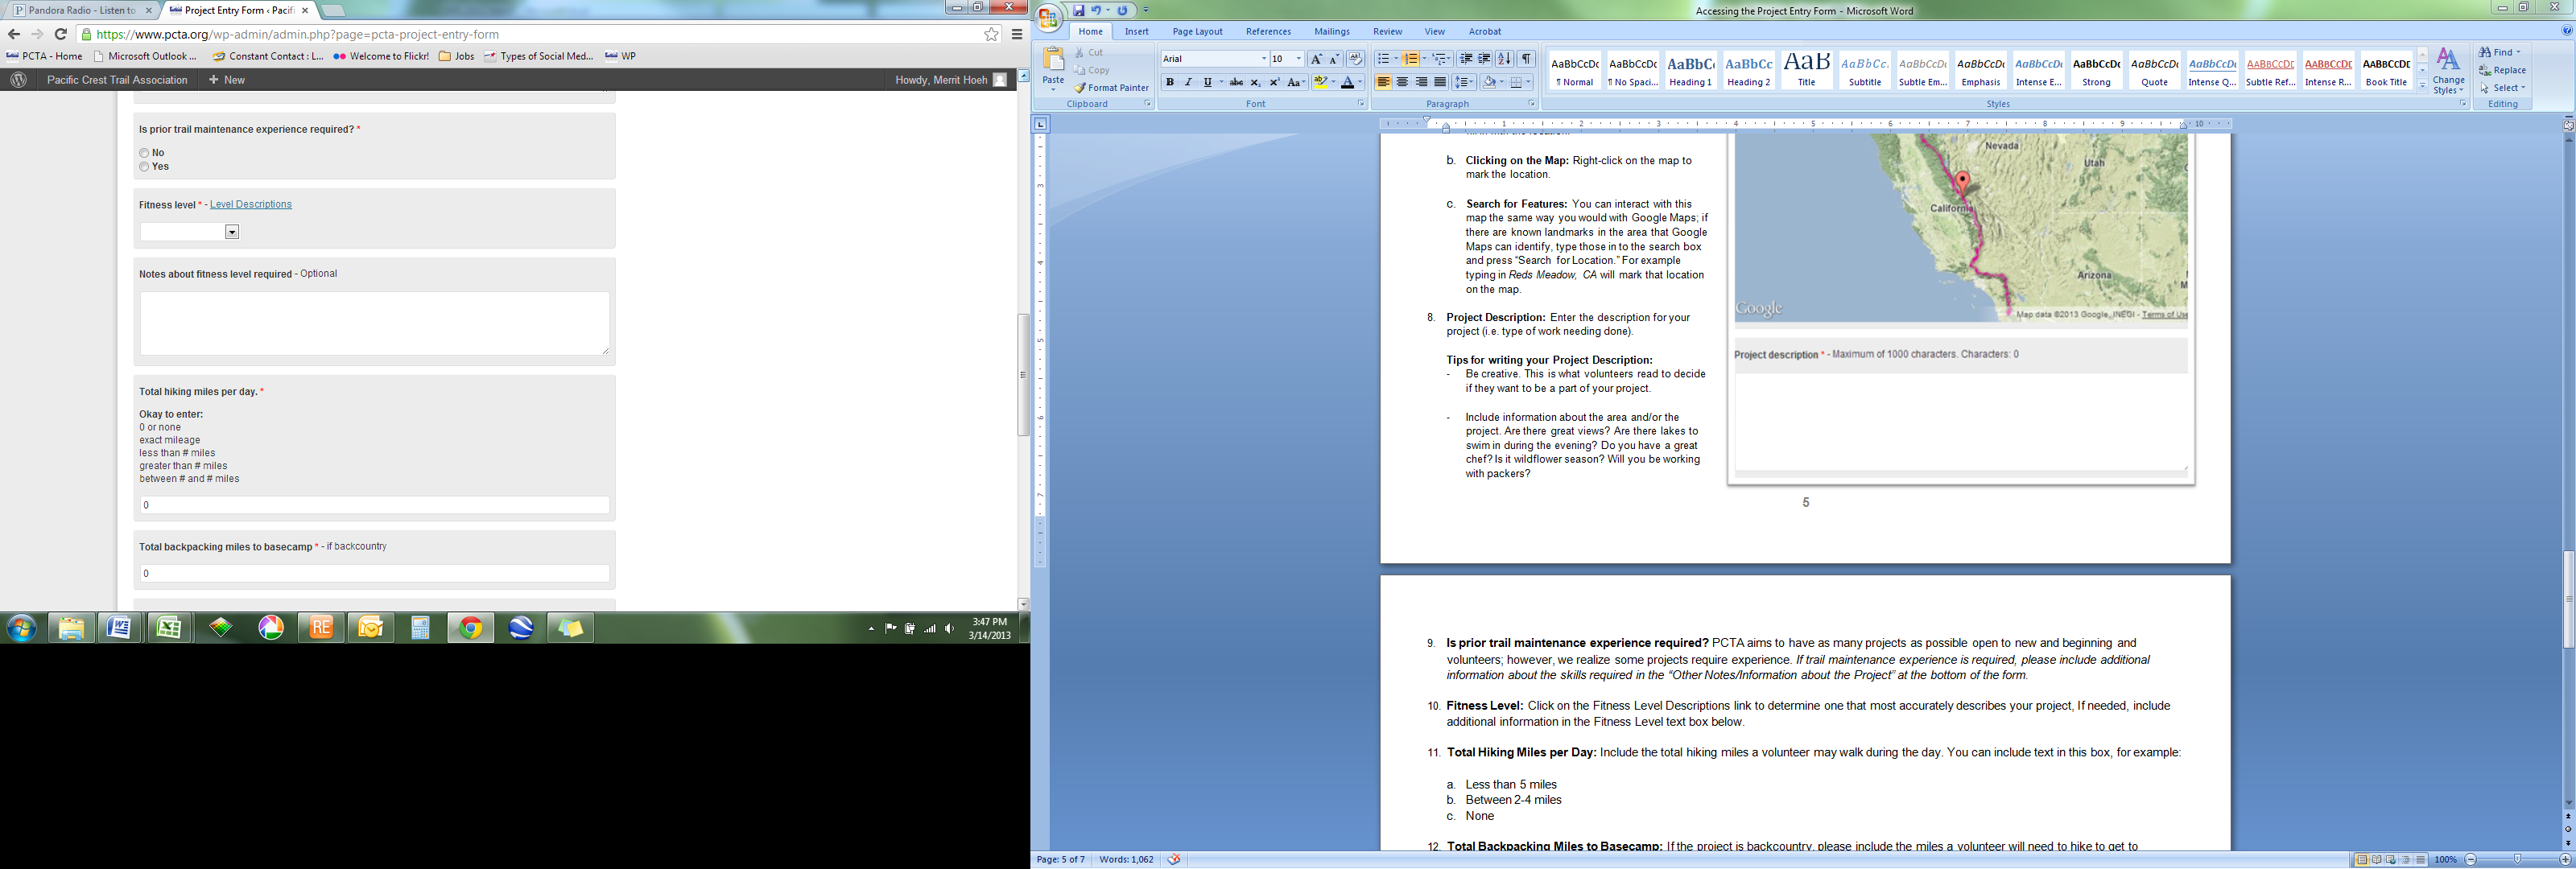 Pandora Radio - Listen to
Project Entry Form ‹ Pacifi
https://www.pcta.org/wp-admin/admin.php?page=pcta-project-entry-form
PCTA - Home
Microsoft Outlook ...
Constant Contact : L...
Welcome to Flickr!
Jobs
Types of Social Med...
WP
Pacific Crest Trail Association
+ New
Howdy, Merrit Hoeh
Is prior trail maintenance experience required? *
No
Yes
Fitness level * - Level Descriptions
Notes about fitness level required - Optional
Total hiking miles per day. *
Okay to enter:
0 or none
exact mileage
less than # miles
greater than # miles
between # and # miles
0
Total backpacking miles to basecamp * - if backcountry
0
RE
3:47 PM
3/14/2013
Accessing the Project Entry Form - Microsoft Word
Home
Insert
Page Layout
References
Mailings
Review
View
Acrobat
Paste
Cut
Copy
Format Painter
Clipboard
Arial
10
Font
Paragraph
AaBbCcDc
¶ Normal
AaBbCcDc
¶ No Spaci...
AaBbC
Heading 1
AaBbCc
Heading 2
AaB
Title
AaBbCc.
Subtitle
AaBbCcDc
Subtle Em...
AaBbCcDc
Emphasis
AaBbCcDc
Intense E...
AaBbCcDc
Strong
AaBbCcDc
Quote
AaBbCcDc
Intense Q...
AABBCCDC
Subtle Ref...
AABBCCDC
Intense R...
AABBCCDC
Book Title
Change
Styles
Styles
Find
Replace
Select
Editing
b. Clicking on the Map: Right-click on the map to
mark the location.
c. Search for Features: You can interact with this
map the same way you would with Google Maps; if
there are known landmarks in the area that Google
Maps can identify, type those in to the search box
and press “Search for Location.” For example
typing in Reds Meadow, CA will mark that location
on the map.
8. Project Description: Enter the description for your
project (i.e. type of work needing done).
Tips for writing your Project Description:
- Be creative. This is what volunteers read to decide
if they want to be a part of your project.
- Include information about the area and/or the
project. Are there great views? Are there lakes to
swim in during the evening? Do you have a great
chef? Is it wildflower season? Will you be working
with packers?
Nevada
Utah
California
Arizona
Google
Map data ©2013 Google, INEGI - Terms of Us
Project description * - Maximum of 1000 characters. Characters: 0
5
9. Is prior trail maintenance experience required? PCTA aims to have as many projects as possible open to new and beginning and
volunteers; however, we realize some projects require experience. If trail maintenance experience is required, please include additional
information about the skills required in the “Other Notes/Information about the Project” at the bottom of the form.
10. Fitness Level: Click on the Fitness Level Descriptions link to determine one that most accurately describes your project, If needed, include
additional information in the Fitness Level text box below.
11. Total Hiking Miles per Day: Include the total hiking miles a volunteer may walk during the day. You can include text in this box, for example:
a. Less than 5 miles
b. Between 2-4 miles
c. None
12. Total Backpacking Miles to Basecamp: If the project is backcountry, please include the miles a volunteer will need to hike to get to
Page: 5 of 7
Words: 1,062
100%